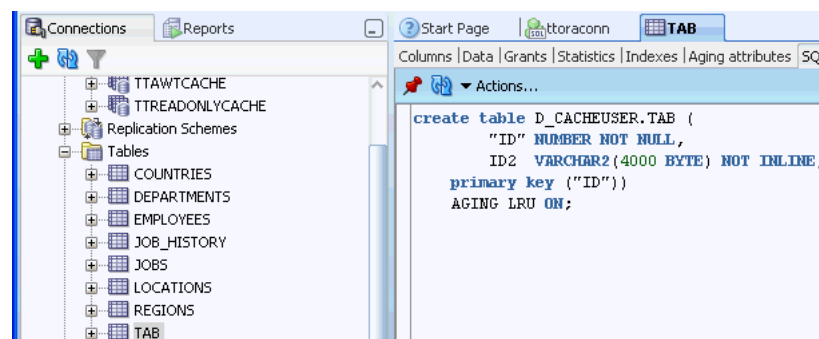 Connections
Reports
TTAWTCACHE
TTREADONLYCACHE
Replication Schemes
Tables
COUNTRIES
DEPARTMENTS
EMPLOYEES
JOB_HISTORY
JOBS
LOCATIONS
REGIONS
TAB
Start Page
ttoraconn
TAB
Columns |Data |Grants |Statistics |Indexes |Aging attributes |SQ
Actions...
create table D_CACHEUSER.TAB (
"ID" NUMBER NOT NULL,
ID2 VARCHAR2(4000 BYTE) NOT INLINE,
primary key ("ID"))
AGING LRU ON;